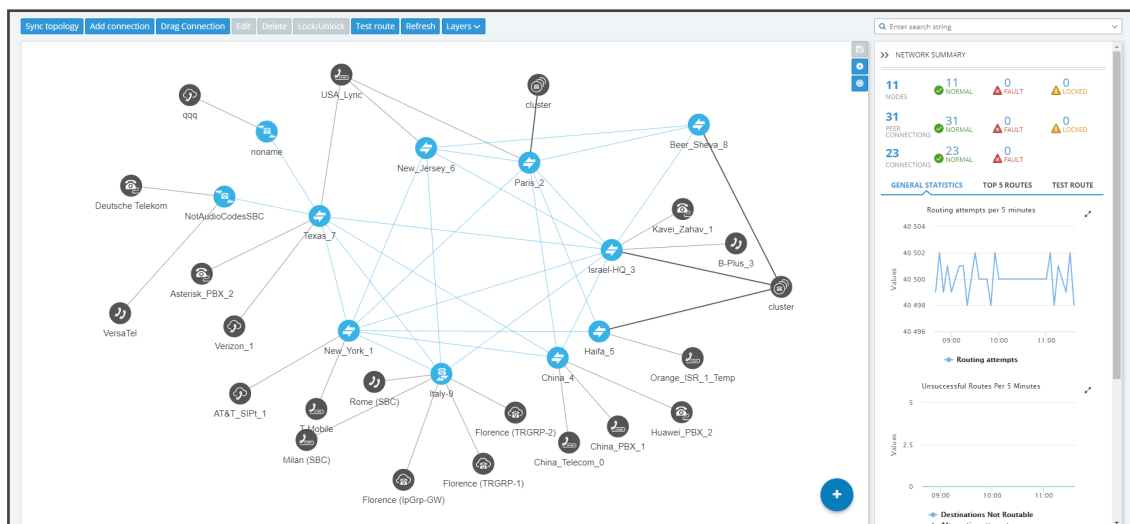 Sync topology Add connection Drag Connection Edit Delete Lock/Unlock Test route Refresh Layers
Enter search string
NETWORK SUMMARY
11 NODES 11 NORMAL 0 FAULT 0 LOCKED
31 PEER CONNECTIONS 31 NORMAL 0 FAULT 0 LOCKED
23 CONNECTIONS 23 NORMAL 0 FAULT
GENERAL STATISTICS TOP 5 ROUTES TEST ROUTE
Routing attempts per 5 minutes
Values
40 504
40 502
40 500
40 498
40 496
09:00 10:00 11:00
Routing attempts
Unsuccessful Routes Per 5 Minutes
Values
5
2.5
0
09:00 10:00 11:00
Destinations Not Routable
USA_Lync
qqq
cluster
noname
New_Jersey_6
Beer_Sheva_8
Paris_2
Deutsche Telekom
NotAudioCodesSBC
Texas_7
Kavei_Zahav_1
B-Plus_3
Israel-HQ_3
Asterisk_PBX_2
cluster
VersaTel
Verizon_1
New_York_1
Haifa_5
China_4
Orange_ISR_1_Temp
Italy-9
Rome (SBC)
AT&T_SIPt_1
T-Mobile
Florence (TRGRP-2)
Huawei_PBX_2
China_PBX_1
Milan (SBC)
China_Telecom_0
Florence (TRGRP-1)
Florence (IpGrp-GW)